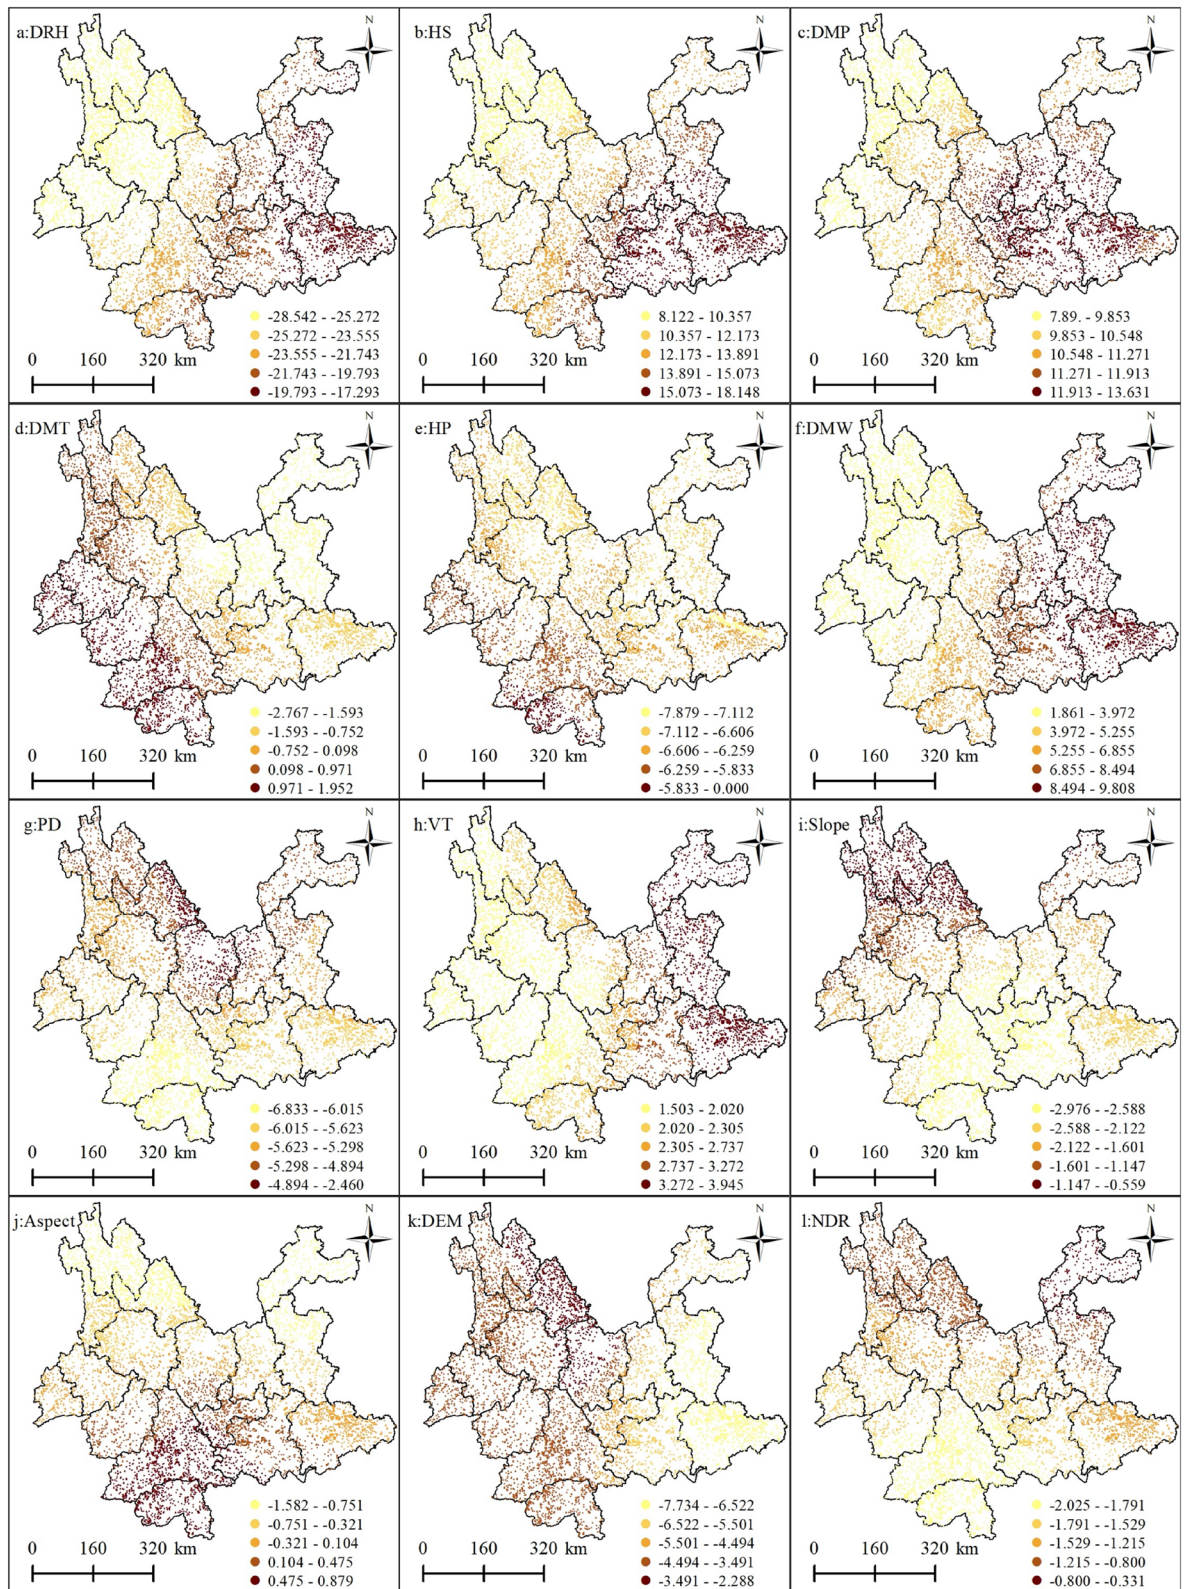 a:DRH
N
-28.542 - -25.272
-25.272 - -23.555
-23.555 - -21.743
-21.743 - -19.793
-19.793 - -17.293
0 160 320 km
b:HS
N
8.122 - 10.357
10.357 - 12.173
12.173 - 13.891
13.891 - 15.073
15.073 - 18.148
0 160 320 km
c:DMP
N
7.89. - 9.853
9.853 - 10.548
10.548 - 11.271
11.271 - 11.913
11.913 - 13.631
0 160 320 km
d:DMT
N
-2.767 - -1.593
-1.593 - -0.752
-0.752 - 0.098
0.098 - 0.971
0.971 - 1.952
0 160 320 km
e:HP
N
-7.879 - -7.112
-7.112 - -6.606
-6.606 - -6.259
-6.259 - -5.833
-5.833 - 0.000
0 160 320 km
f:DMW
N
1.861 - 3.972
3.972 - 5.255
5.255 - 6.855
6.855 - 8.494
8.494 - 9.808
0 160 320 km
g:PD
N
-6.833 - -6.015
-6.015 - -5.623
-5.623 - -5.298
-5.298 - -4.894
-4.894 - -2.460
0 160 320 km
h:VT
N
1.503 - 2.020
2.020 - 2.305
2.305 - 2.737
2.737 - 3.272
3.272 - 3.945
0 160 320 km
i:Slope
N
-2.976 - -2.588
-2.588 - -2.122
-2.122 - -1.601
-1.601 - -1.147
-1.147 - -0.559
0 160 320 km
j:Aspect
N
-1.582 - -0.751
-0.751 - -0.321
-0.321 - 0.104
0.104 - 0.475
0.475 - 0.879
0 160 320 km
k:DEM
N
-7.734 - -6.522
-6.522 - -5.501
-5.501 - -4.494
-4.494 - -3.491
-3.491 - -2.288
0 160 320 km
l:NDR
N
-2.025 - -1.791
-1.791 - -1.529
-1.529 - -1.215
-1.215 - -0.800
-0.800 - -0.331
0 160 320 km